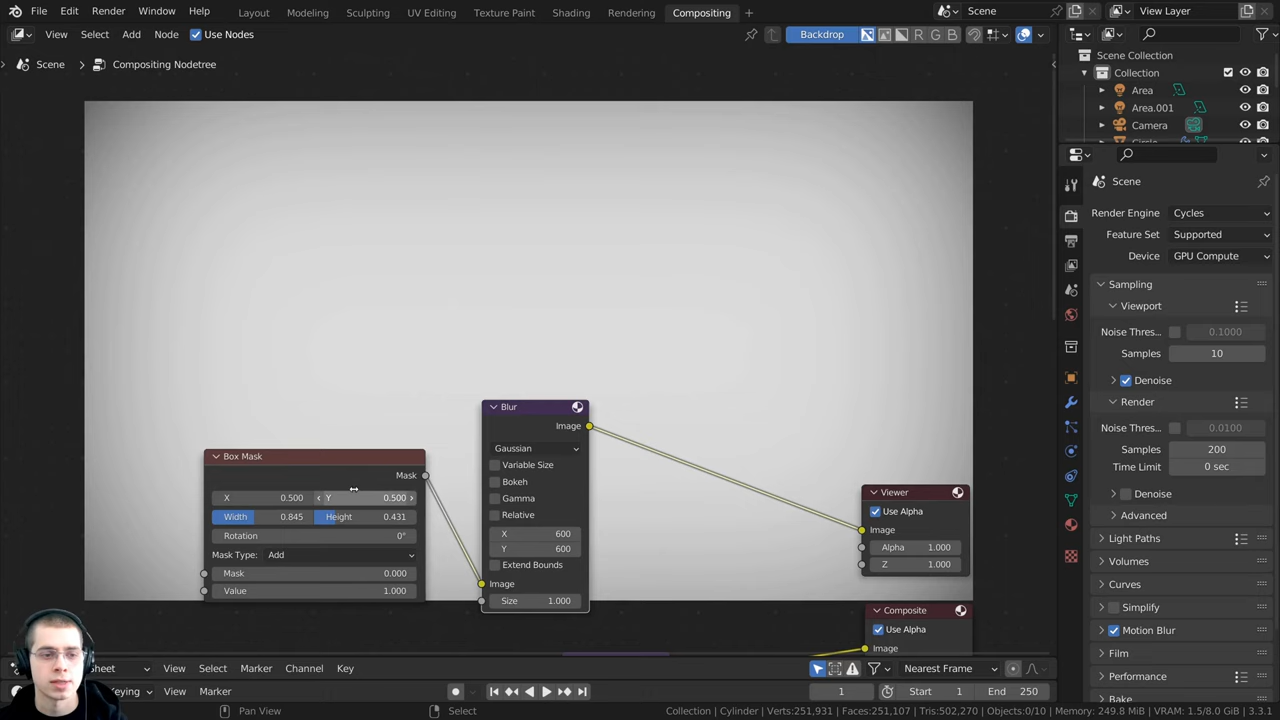 File Edit Render Window Help Layout Modeling Sculpting UV Editing Texture Paint Shading Rendering Compositing + Scene View Layer
View Select Add Node Use Nodes Backdrop R G B
Scene Compositing Nodetree
Scene Collection
Collection
Area
Area.001
Camera
Circle
Scene
Render Engine Cycles
Feature Set Supported
Device GPU Compute
Sampling
Viewport
Noise Thres... 0.1000
Samples 10
Denoise
Render
Noise Thres... 0.0100
Samples 200
Time Limit 0 sec
Denoise
Advanced
Light Paths
Volumes
Curves
Simplify
Motion Blur
Film
Performance
Bake
Box Mask
Mask
X 0.500 Y 0.500
Width 0.845 Height 0.431
Rotation 0°
Mask Type: Add
Mask 0.000
Value 1.000
Blur
Image
Gaussian
Variable Size
Bokeh
Gamma
Relative
X 600
Y 600
Extend Bounds
Image
Size 1.000
Viewer
Use Alpha
Image
Alpha 1.000
Z 1.000
Composite
Use Alpha
Image
Sheet View Select Marker Channel Key Nearest Frame
Keying View Marker 1 Start 1 End 250
Pan View Select Collection | Cylinder | Verts:251,931 | Faces:251,107 | Tris:502,270 | Objects:0/10 | Memory: 249.8 MiB | VRAM: 1.5/8.0 GiB | 3.3.1